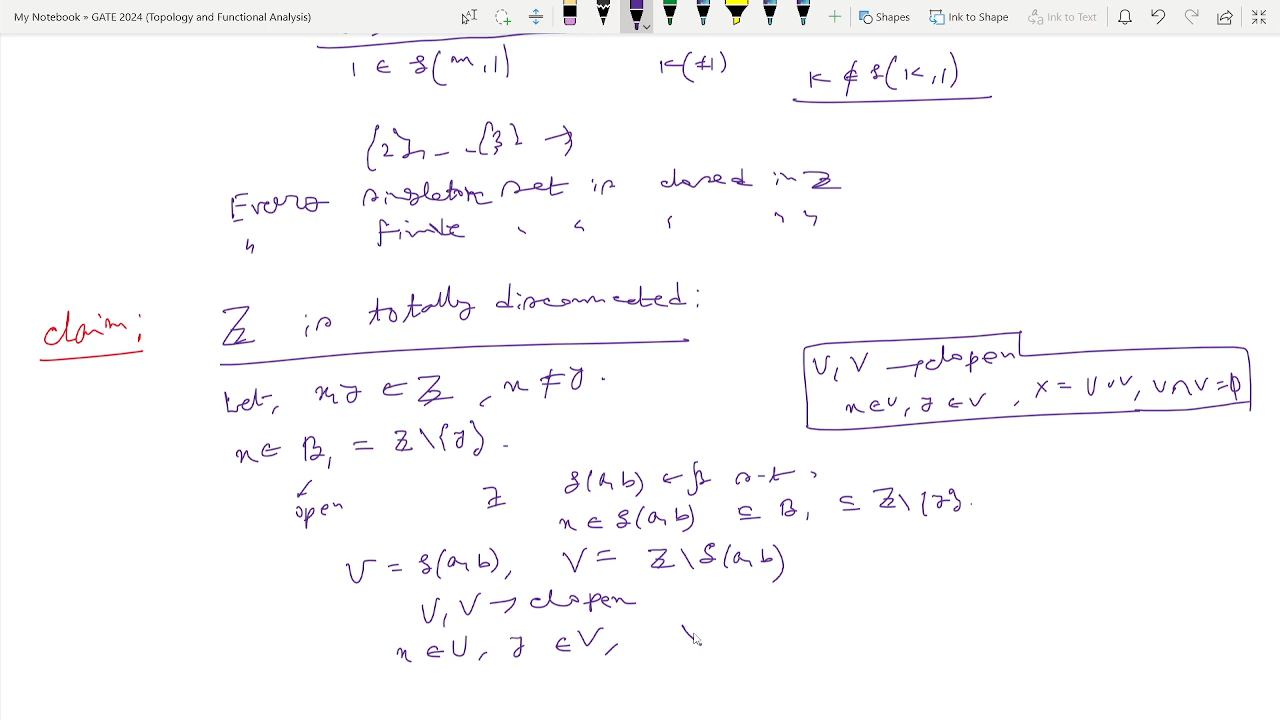 My Notebook » GATE 2024 (Topology and Functional Analysis)
Shapes Ink to Shape Ink to Text
1 ∈ S(m,1) K(≠1) K ∉ S(K,1)
{2}, _ _ {3} →
Every singleton set is closed in ℤ
〃 finite 〃 〃 〃 〃 〃
claim: ℤ is totally disconnected:
Let, x,y ∈ ℤ, x ≠ y.
U, V → clopen
x ∈ U, y ∈ V, X = U ∪ V, U ∩ V = ϕ
x ∈ B₁ = ℤ\{y}.
open
∃ S(a,b) ∈ β s.t.
x ∈ S(a,b) ⊆ B₁ ⊆ ℤ\{y}.
U = S(a,b), V = ℤ\S(a,b)
U, V → clopen
x ∈ U, y ∈ V,